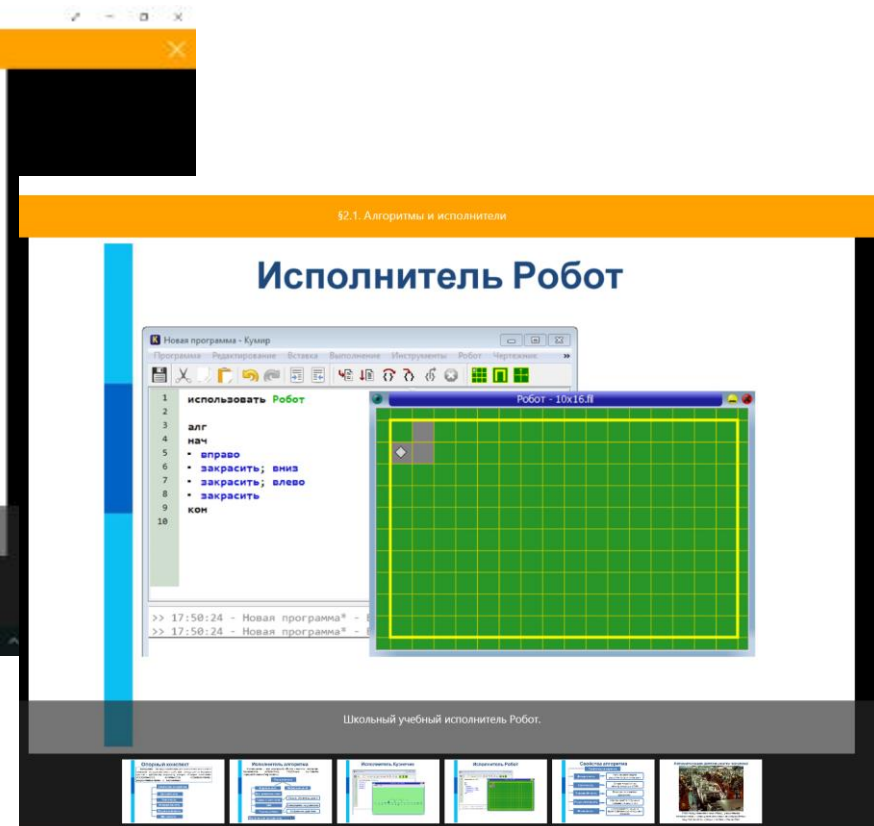 §2.1. Алгоритмы и исполнители
Исполнитель Робот
Новая программа - Кумир
Программа Редактирование Вставка Выполнение Инструменты Робот Чертежник »
1 использовать Робот
2
3 алг
4 нач
5 • вправо
6 • закрасить; вниз
7 • закрасить; влево
8 • закрасить
9 кон
10
Робот - 10x16.fil
>> 17:50:24 - Новая программа* -
>> 17:50:24 - Новая программа* -
Школьный учебный исполнитель Робот.
Опорный конспект
Исполнитель алгоритма
Исполнитель Кузнечик
Исполнитель Робот
Свойства алгоритма